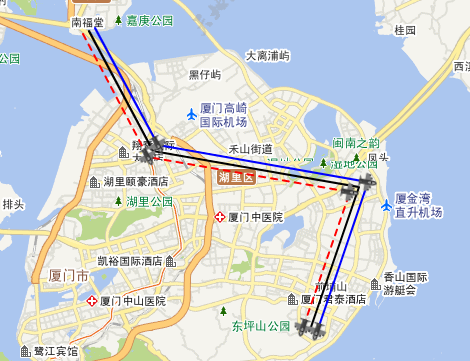 嘉庚公园
南福堂
桂园
大离浦屿
公园
西滨
黑仔屿
厦门高崎
国际机场
闽南之韵
禾山街道
凤头
湿地公园
湖里区
湖里颐豪酒店
厦金湾
直升机场
湖里公园
排头
厦门中医院
凯裕国际酒店
厦门市
香山国际
游艇会
厦门中山医院
厦门君泰酒店
东坪山公园
鹭江宾馆